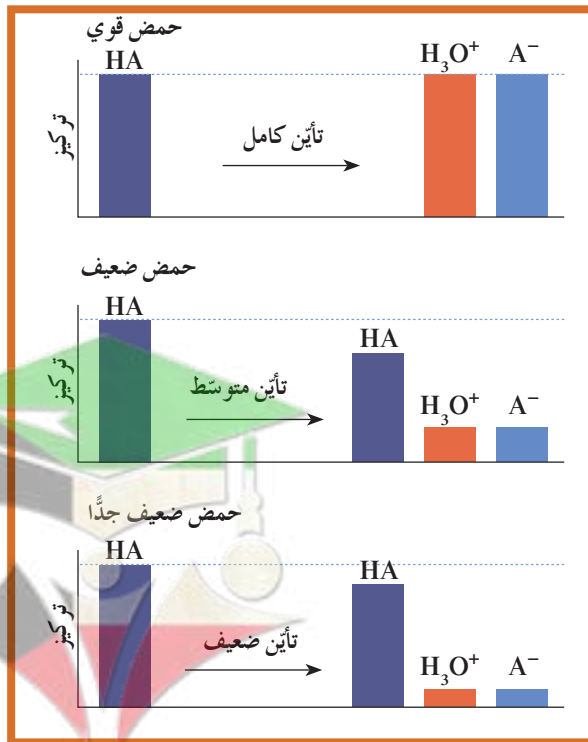 حمض قوي
HA
H₃O⁺ A⁻
تركيز
تأيّن كامل
حمض ضعيف
HA
HA
H₃O⁺ A⁻
تركيز
تأيّن متوسّط
حمض ضعيف جدًّا
HA
HA
H₃O⁺ A⁻
تركيز
تأيّن ضعيف